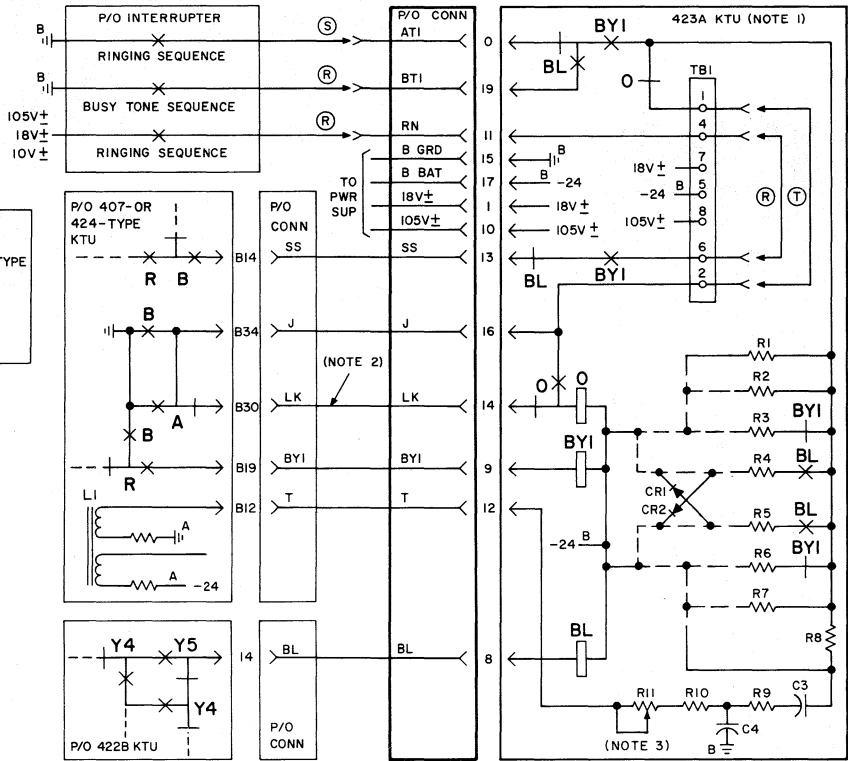 P/O INTERRUPTER
B
S
RINGING SEQUENCE
B
R
BUSY TONE SEQUENCE
105V±
18V±
10V±
R
RINGING SEQUENCE
P/O CONN
AT1
BT1
RN
B GRD
B BAT
18V±
105V±
SS
TO
PWR
SUP
J
LK
BY1
T
BL
0
19
11
15
17
1
10
13
16
14
9
12
8
423A KTU (NOTE 1)
BY1
BL
O
TB1
1
4
7
5
8
6
2
18V±
B
-24
105V±
R
T
B
B -24
18V±
105V±
BL
BY1
TYPE
P/O 407-OR
424-TYPE
KTU
R
B
B14
B
B34
A
B30
B
R
B19
L1
B12
A
A
-24
P/O
CONN
SS
J
(NOTE 2)
LK
BY1
T
O
O
BY1
-24 B
BL
R1
R2
R3
BY1
R4
BL
CR1
CR2
R5
BL
R6
BY1
R7
R8
R11
R10
R9
C3
C4
B
(NOTE 3)
Y4
Y5
14
Y4
P/O 422B KTU
BL
P/O
CONN